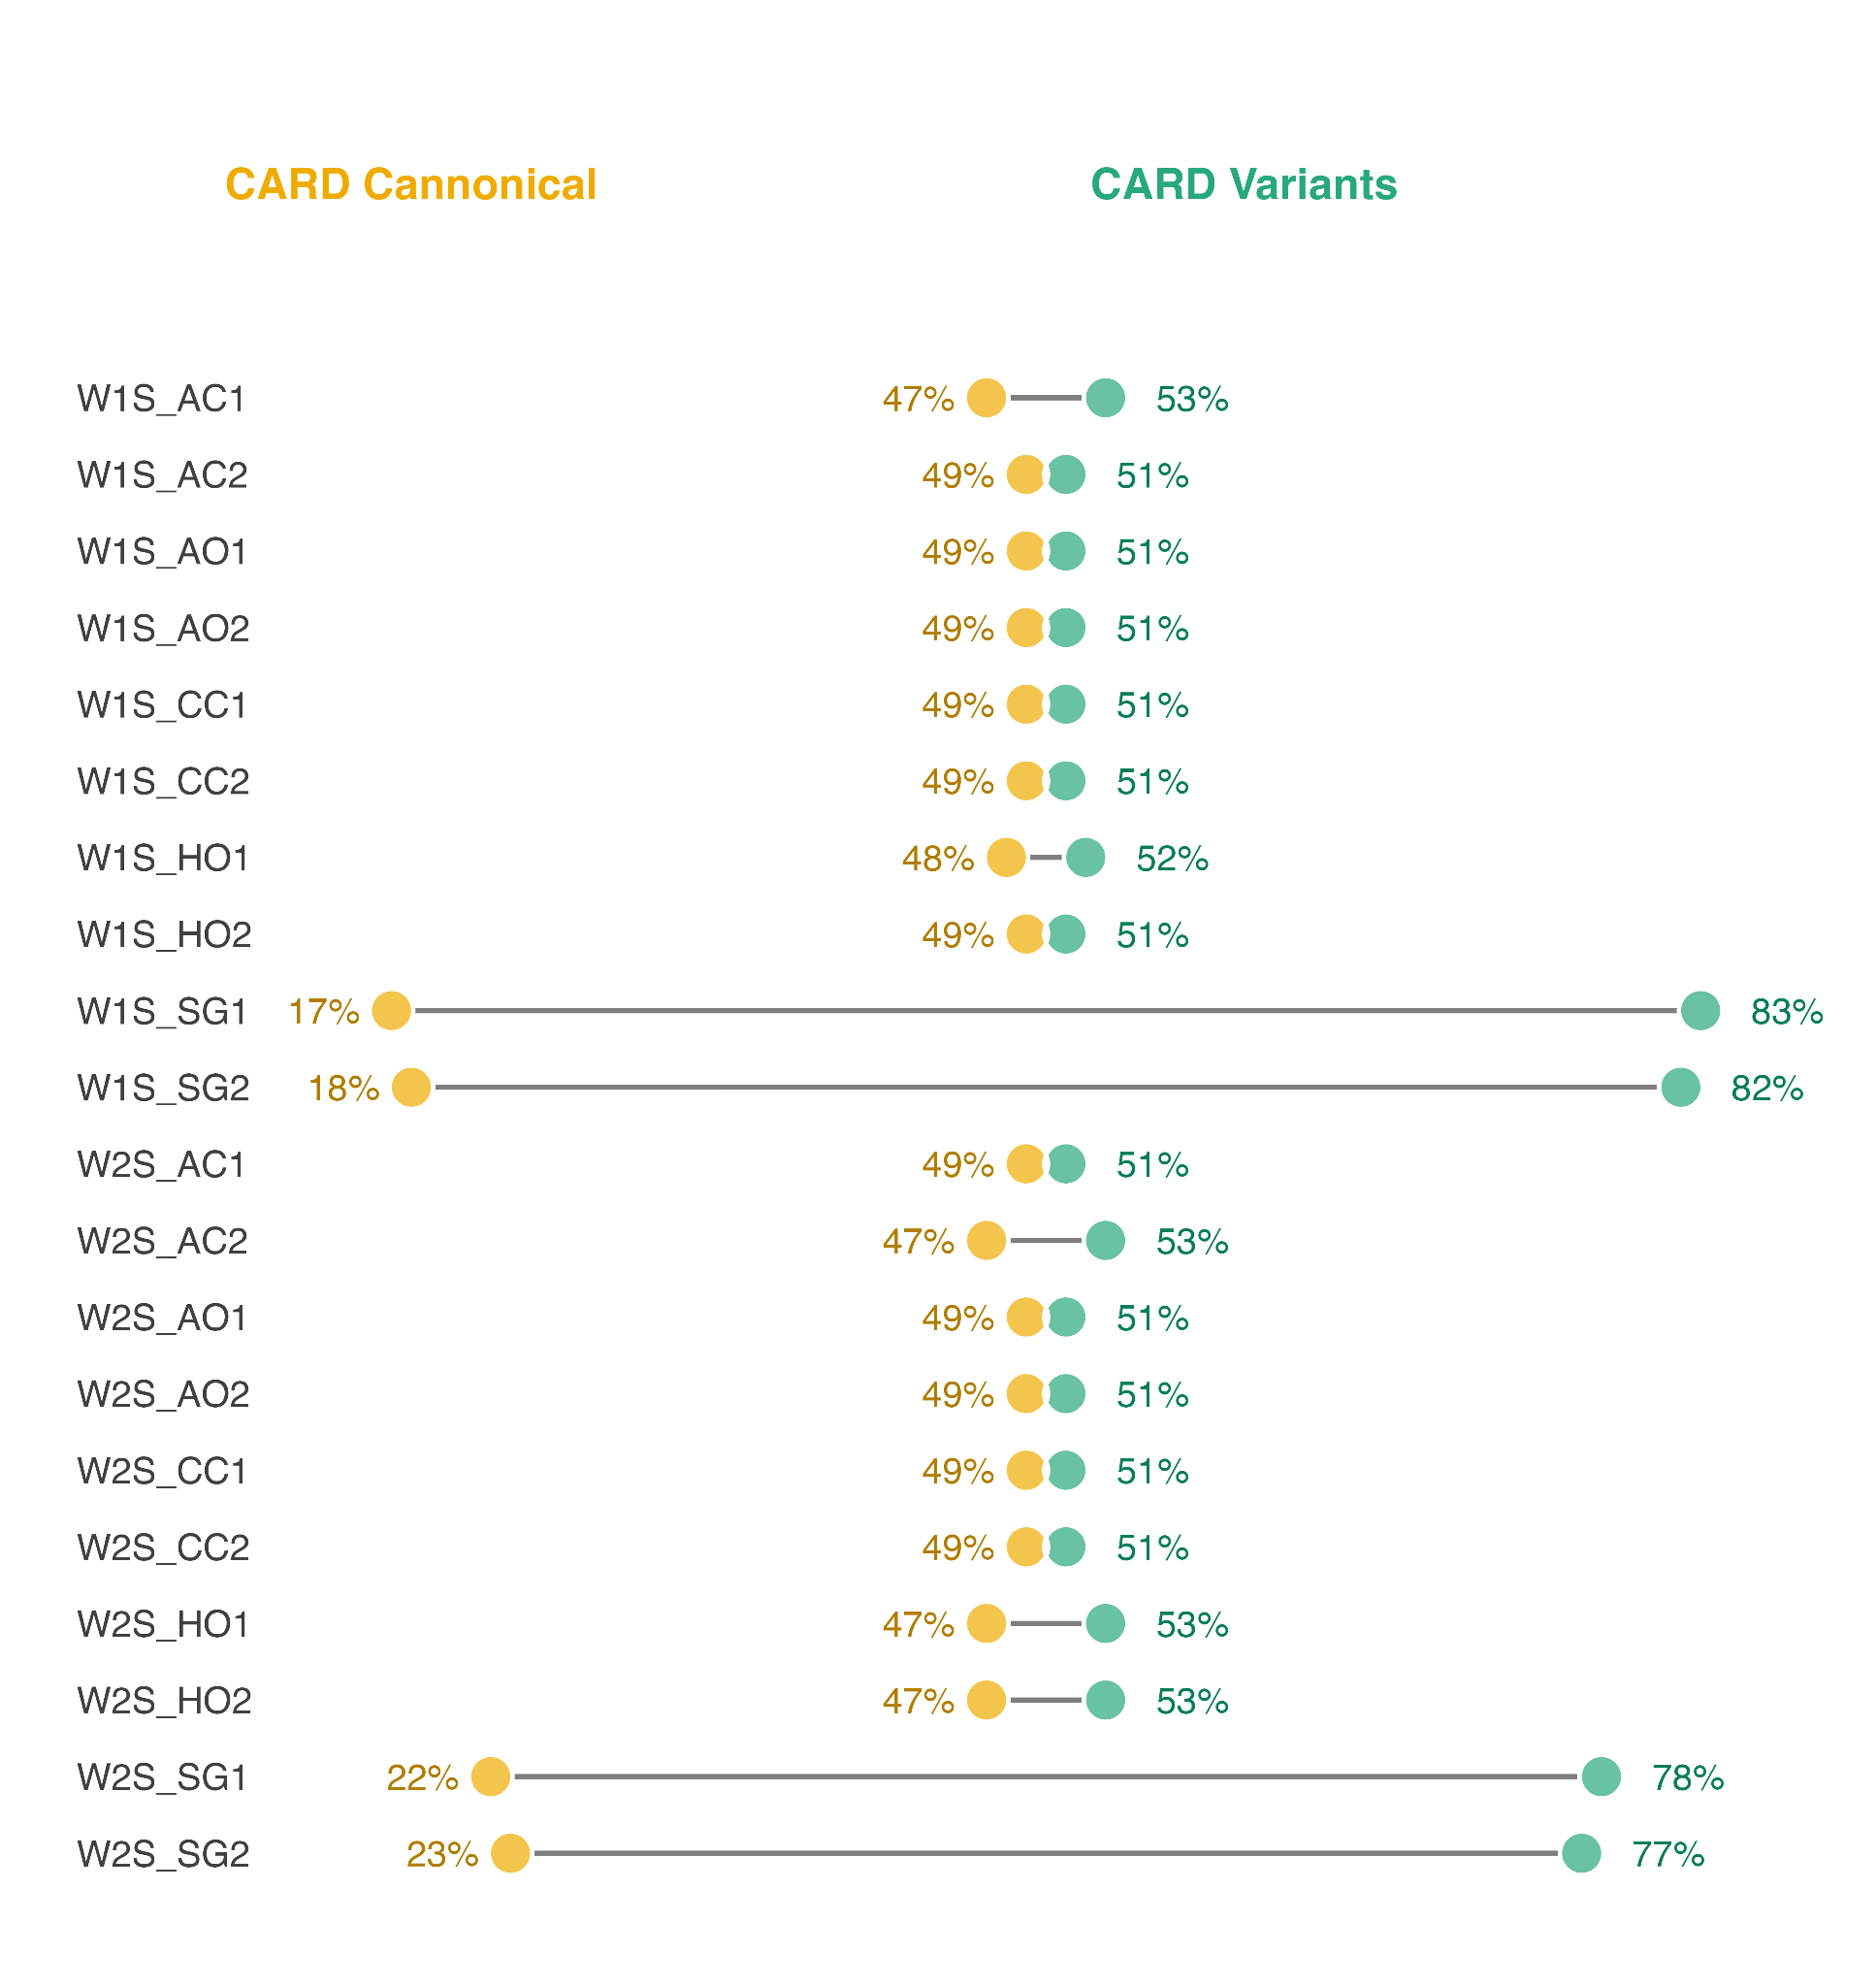 CARD Cannonical CARD Variants
W1S_AC1 47% 53%
W1S_AC2 49% 51%
W1S_AO1 49% 51%
W1S_AO2 49% 51%
W1S_CC1 49% 51%
W1S_CC2 49% 51%
W1S_HO1 48% 52%
W1S_HO2 49% 51%
W1S_SG1 17% 83%
W1S_SG2 18% 82%
W2S_AC1 49% 51%
W2S_AC2 47% 53%
W2S_AO1 49% 51%
W2S_AO2 49% 51%
W2S_CC1 49% 51%
W2S_CC2 49% 51%
W2S_HO1 47% 53%
W2S_HO2 47% 53%
W2S_SG1 22% 78%
W2S_SG2 23% 77%